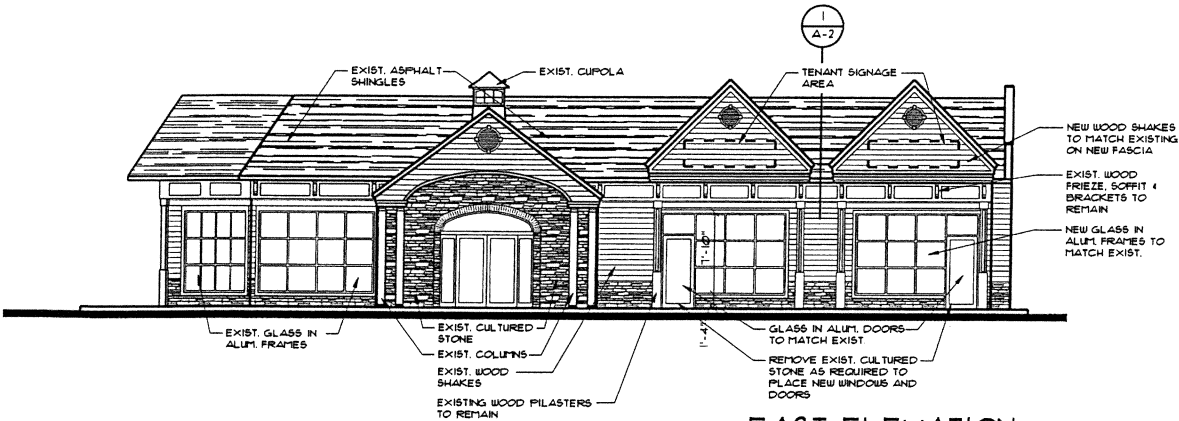 1
A-2
EXIST. ASPHALT
SHINGLES
EXIST. CUPOLA
TENANT SIGNAGE
AREA
NEW WOOD SHAKES
TO MATCH EXISTING
ON NEW FASCIA
EXIST. WOOD
FRIEZE, SOFFIT &
BRACKETS TO
REMAIN
NEW GLASS IN
ALUM. FRAMES TO
MATCH EXIST.
7'-10"
EXIST. GLASS IN
ALUM. FRAMES
EXIST. CULTURED
STONE
EXIST. COLUMNS
EXIST. WOOD
SHAKES
EXISTING WOOD PILASTERS
TO REMAIN
GLASS IN ALUM. DOORS
TO MATCH EXIST.
REMOVE EXIST. CULTURED
STONE AS REQUIRED TO
PLACE NEW WINDOWS AND
DOORS
EAST ELEVATION